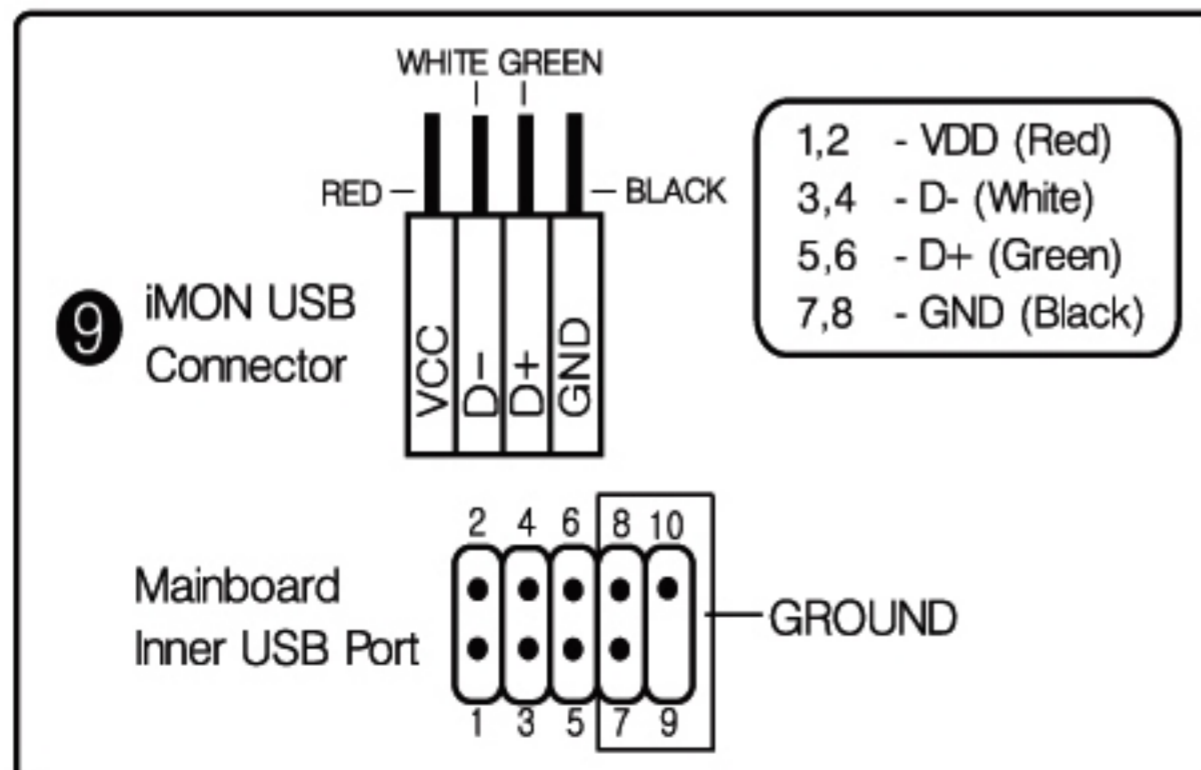 WHITE GREEN
RED
BLACK
1,2 - VDD (Red)
3,4 - D- (White)
5,6 - D+ (Green)
7,8 - GND (Black)
9 iMON USB
Connector
VCC
D-
D+
GND
2 4 6 8 10
Mainboard
Inner USB Port
GROUND
1 3 5 7 9